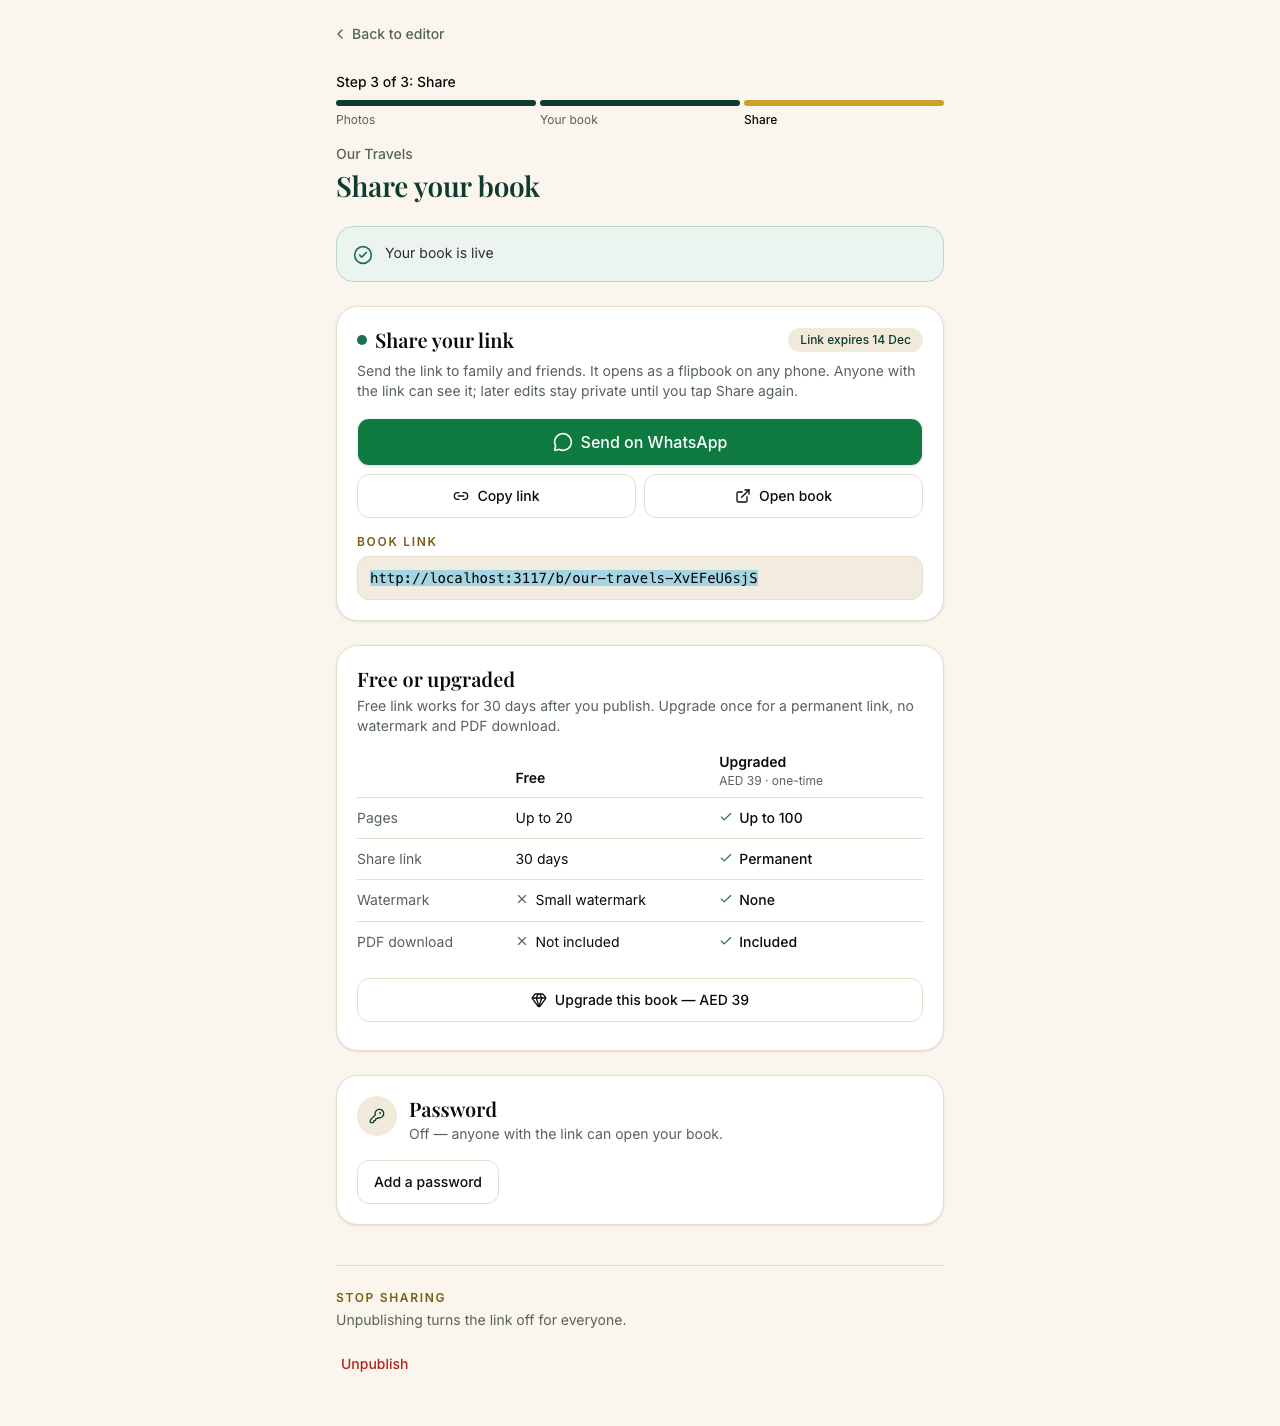 Back to editor
Step 3 of 3: Share
Photos
Your book
Share
Our Travels
Share your book
Your book is live
Share your link
Link expires 14 Dec
Send the link to family and friends. It opens as a flipbook on any phone. Anyone with
the link can see it; later edits stay private until you tap Share again.
Send on WhatsApp
Copy link
Open book
BOOK LINK
http://localhost:3117/b/our-travels-XvEFeU6sjS
Free or upgraded
Free link works for 30 days after you publish. Upgrade once for a permanent link, no
watermark and PDF download.
Free
Upgraded
AED 39 · one-time
Pages
Up to 20
Up to 100
Share link
30 days
Permanent
Watermark
Small watermark
None
PDF download
Not included
Included
Upgrade this book — AED 39
Password
Off — anyone with the link can open your book.
Add a password
STOP SHARING
Unpublishing turns the link off for everyone.
Unpublish